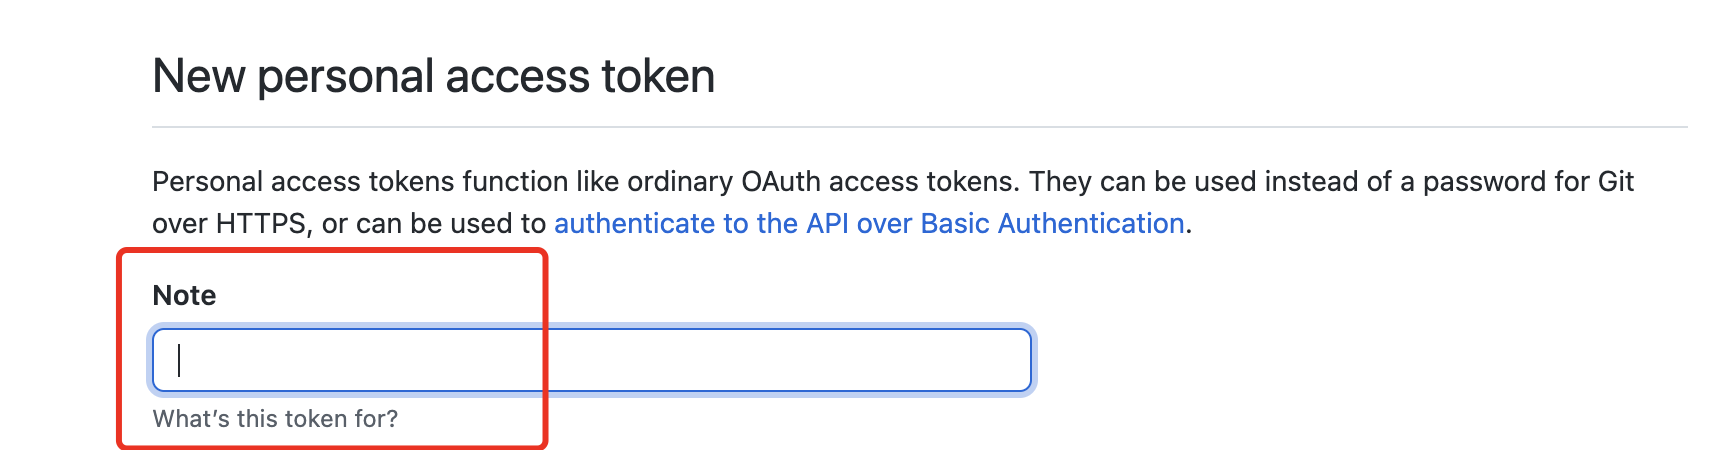 New personal access token
Personal access tokens function like ordinary OAuth access tokens. They can be used instead of a password for Git
over HTTPS, or can be used to authenticate to the API over Basic Authentication.
Note
What's this token for?